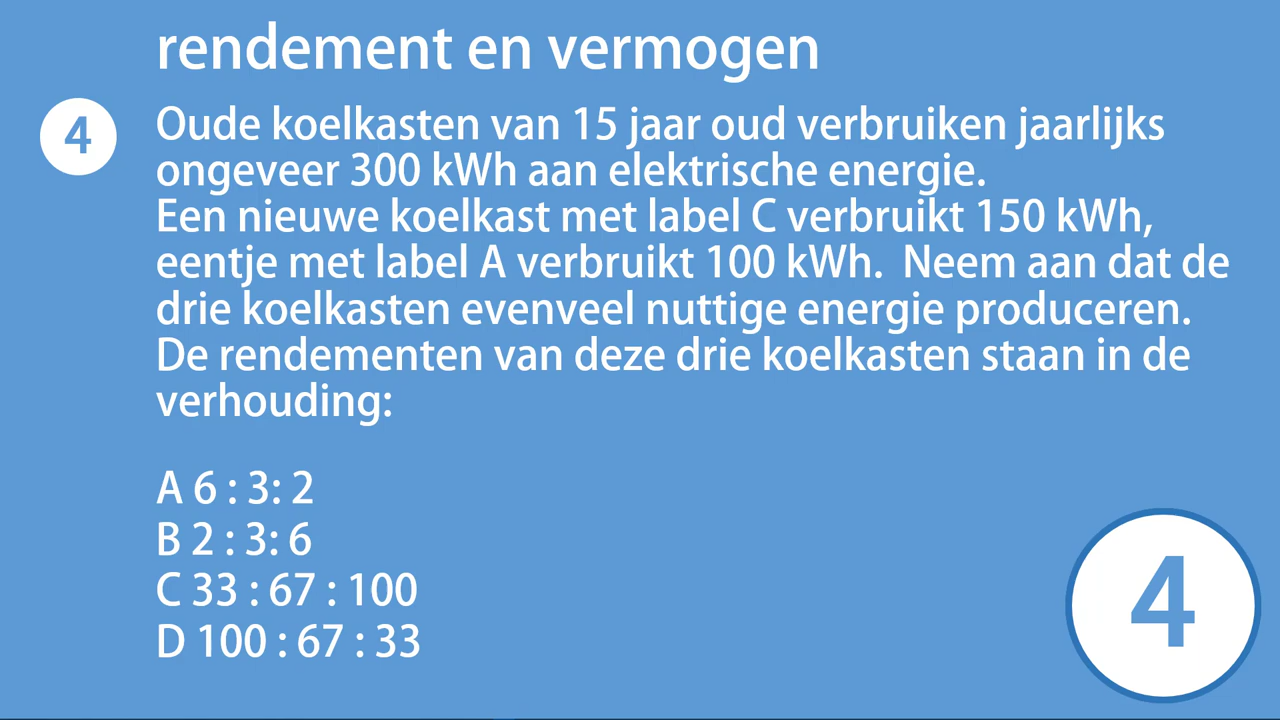 rendement en vermogen
4
Oude koelkasten van 15 jaar oud verbruiken jaarlijks
ongeveer 300 kWh aan elektrische energie.
Een nieuwe koelkast met label C verbruikt 150 kWh,
eentje met label A verbruikt 100 kWh.  Neem aan dat de
drie koelkasten evenveel nuttige energie produceren.
De rendementen van deze drie koelkasten staan in de
verhouding:
A 6 : 3: 2
B 2 : 3: 6
C 33 : 67 : 100
D 100 : 67 : 33
4